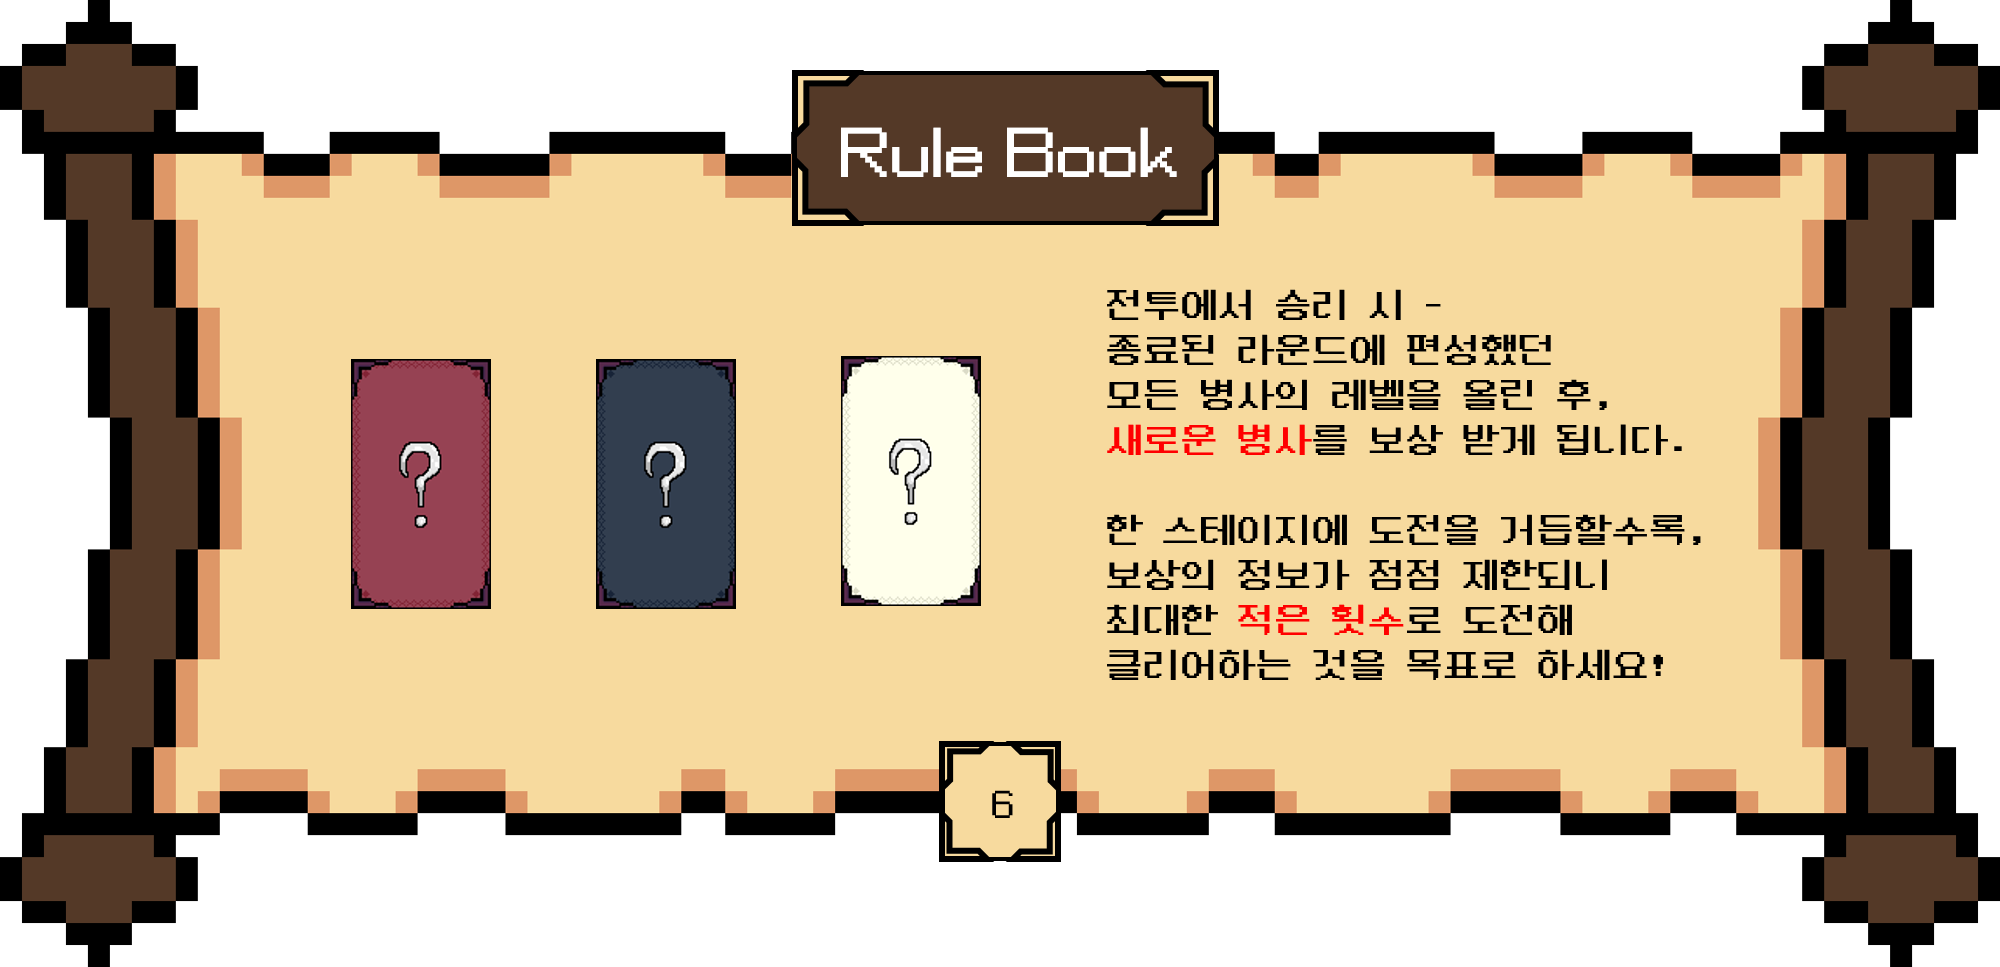 Rule Book
전투에서 승리 시 -
종료된 라운드에 편성했던
모든 병사의 레벨을 올린 후,
새로운 병사를 보상 받게 됩니다.
한 스테이지에 도전을 거듭할수록,
보상의 정보가 점점 제한되니
최대한 적은 횟수로 도전해
클리어하는 것을 목표로 하세요!
?
?
?
6